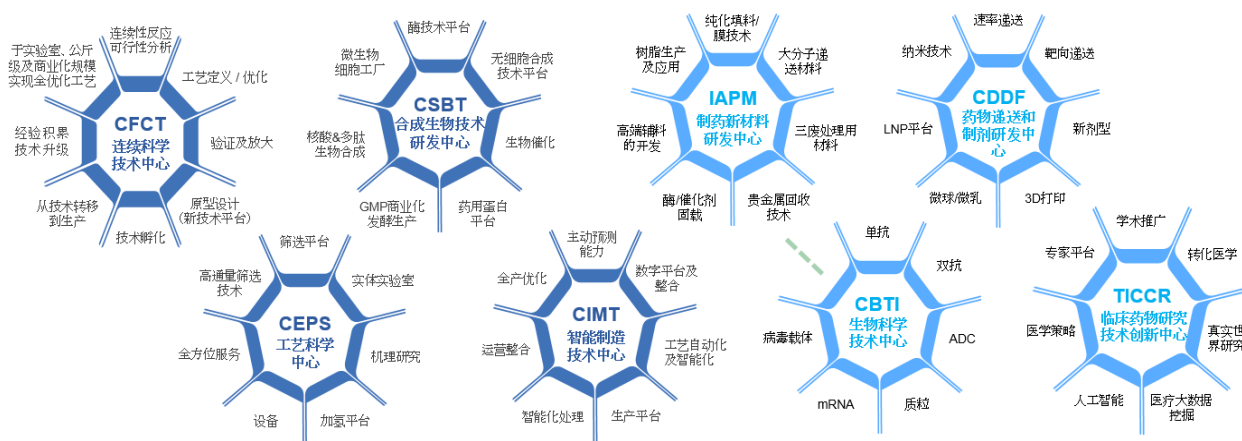 连续性反应
可行性分析
于实验室、公斤
级及商业化规模
实现全优化工艺
工艺定义 / 优化
经验积累
技术升级
CFCT
连续科学
技术中心
验证及放大
从技术转移
到生产
原型设计
(新技术平台)
技术孵化
酶技术平台
微生物
细胞工厂
无细胞合成
技术平台
CSBT
合成生物技术
研发中心
核酸&多肽
生物合成
生物催化
GMP商业化
发酵生产
药用蛋白
平台
纯化填料/
膜技术
树脂生产
及应用
大分子递
送材料
IAPM
制药新材料
研发中心
高端辅料
的开发
三废处理用
材料
酶/催化剂
固载
贵金属回收
技术
速率递送
纳米技术
靶向递送
CDDF
药物递送和
制剂研发中
心
LNP平台
新剂型
微球/微乳
3D打印
筛选平台
高通量筛选
技术
实体实验室
CEPS
工艺科学
中心
全方位服务
机理研究
设备
加氢平台
主动预测
能力
全产优化
数字平台及
整合
CIMT
智能制造
技术中心
运营整合
工艺自动化
及智能化
智能化处理
生产平台
单抗
双抗
CBTI
生物科学
技术中心
病毒载体
ADC
mRNA
质粒
学术推广
专家平台
转化医学
TICCR
临床药物研究
技术创新中心
医学策略
真实世
界研究
人工智能
医疗大数据
挖掘